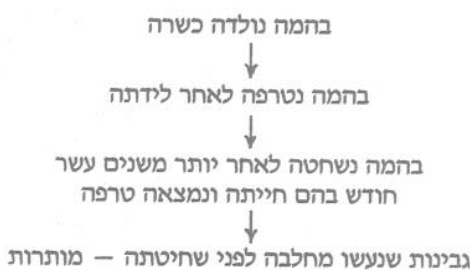 בהמה נולדה כשרה
בהמה נטרפה לאחר לידתה
בהמה נשחטה לאחר יותר משנים עשר
חודש בהם חייתה ונמצאה טרפה
גבינות שנעשו מחלבה לפני שחיטתה — מותרות